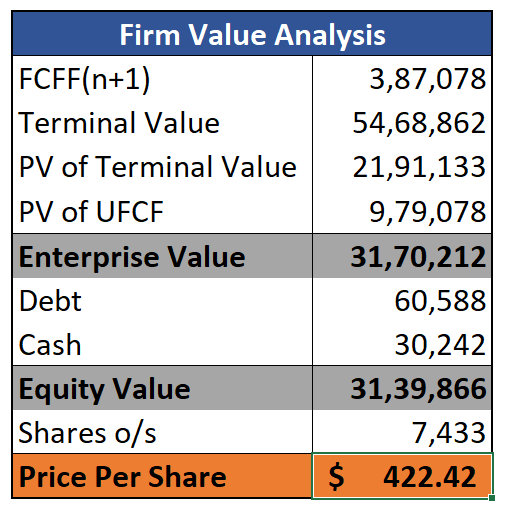 Firm Value Analysis
FCFF(n+1) 3,87,078
Terminal Value 54,68,862
PV of Terminal Value 21,91,133
PV of UFCF 9,79,078
Enterprise Value 31,70,212
Debt 60,588
Cash 30,242
Equity Value 31,39,866
Shares o/s 7,433
Price Per Share $ 422.42